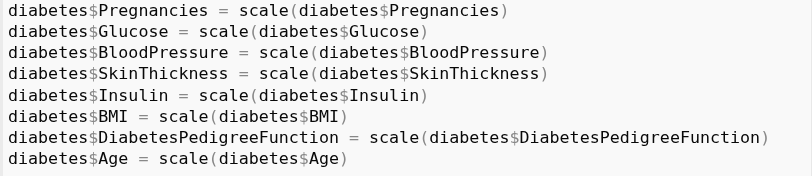 diabetes$Pregnancies = scale(diabetes$Pregnancies)
diabetes$Glucose = scale(diabetes$Glucose)
diabetes$BloodPressure = scale(diabetes$BloodPressure)
diabetes$SkinThickness = scale(diabetes$SkinThickness)
diabetes$Insulin = scale(diabetes$Insulin)
diabetes$BMI = scale(diabetes$BMI)
diabetes$DiabetesPedigreeFunction = scale(diabetes$DiabetesPedigreeFunction)
diabetes$Age = scale(diabetes$Age)